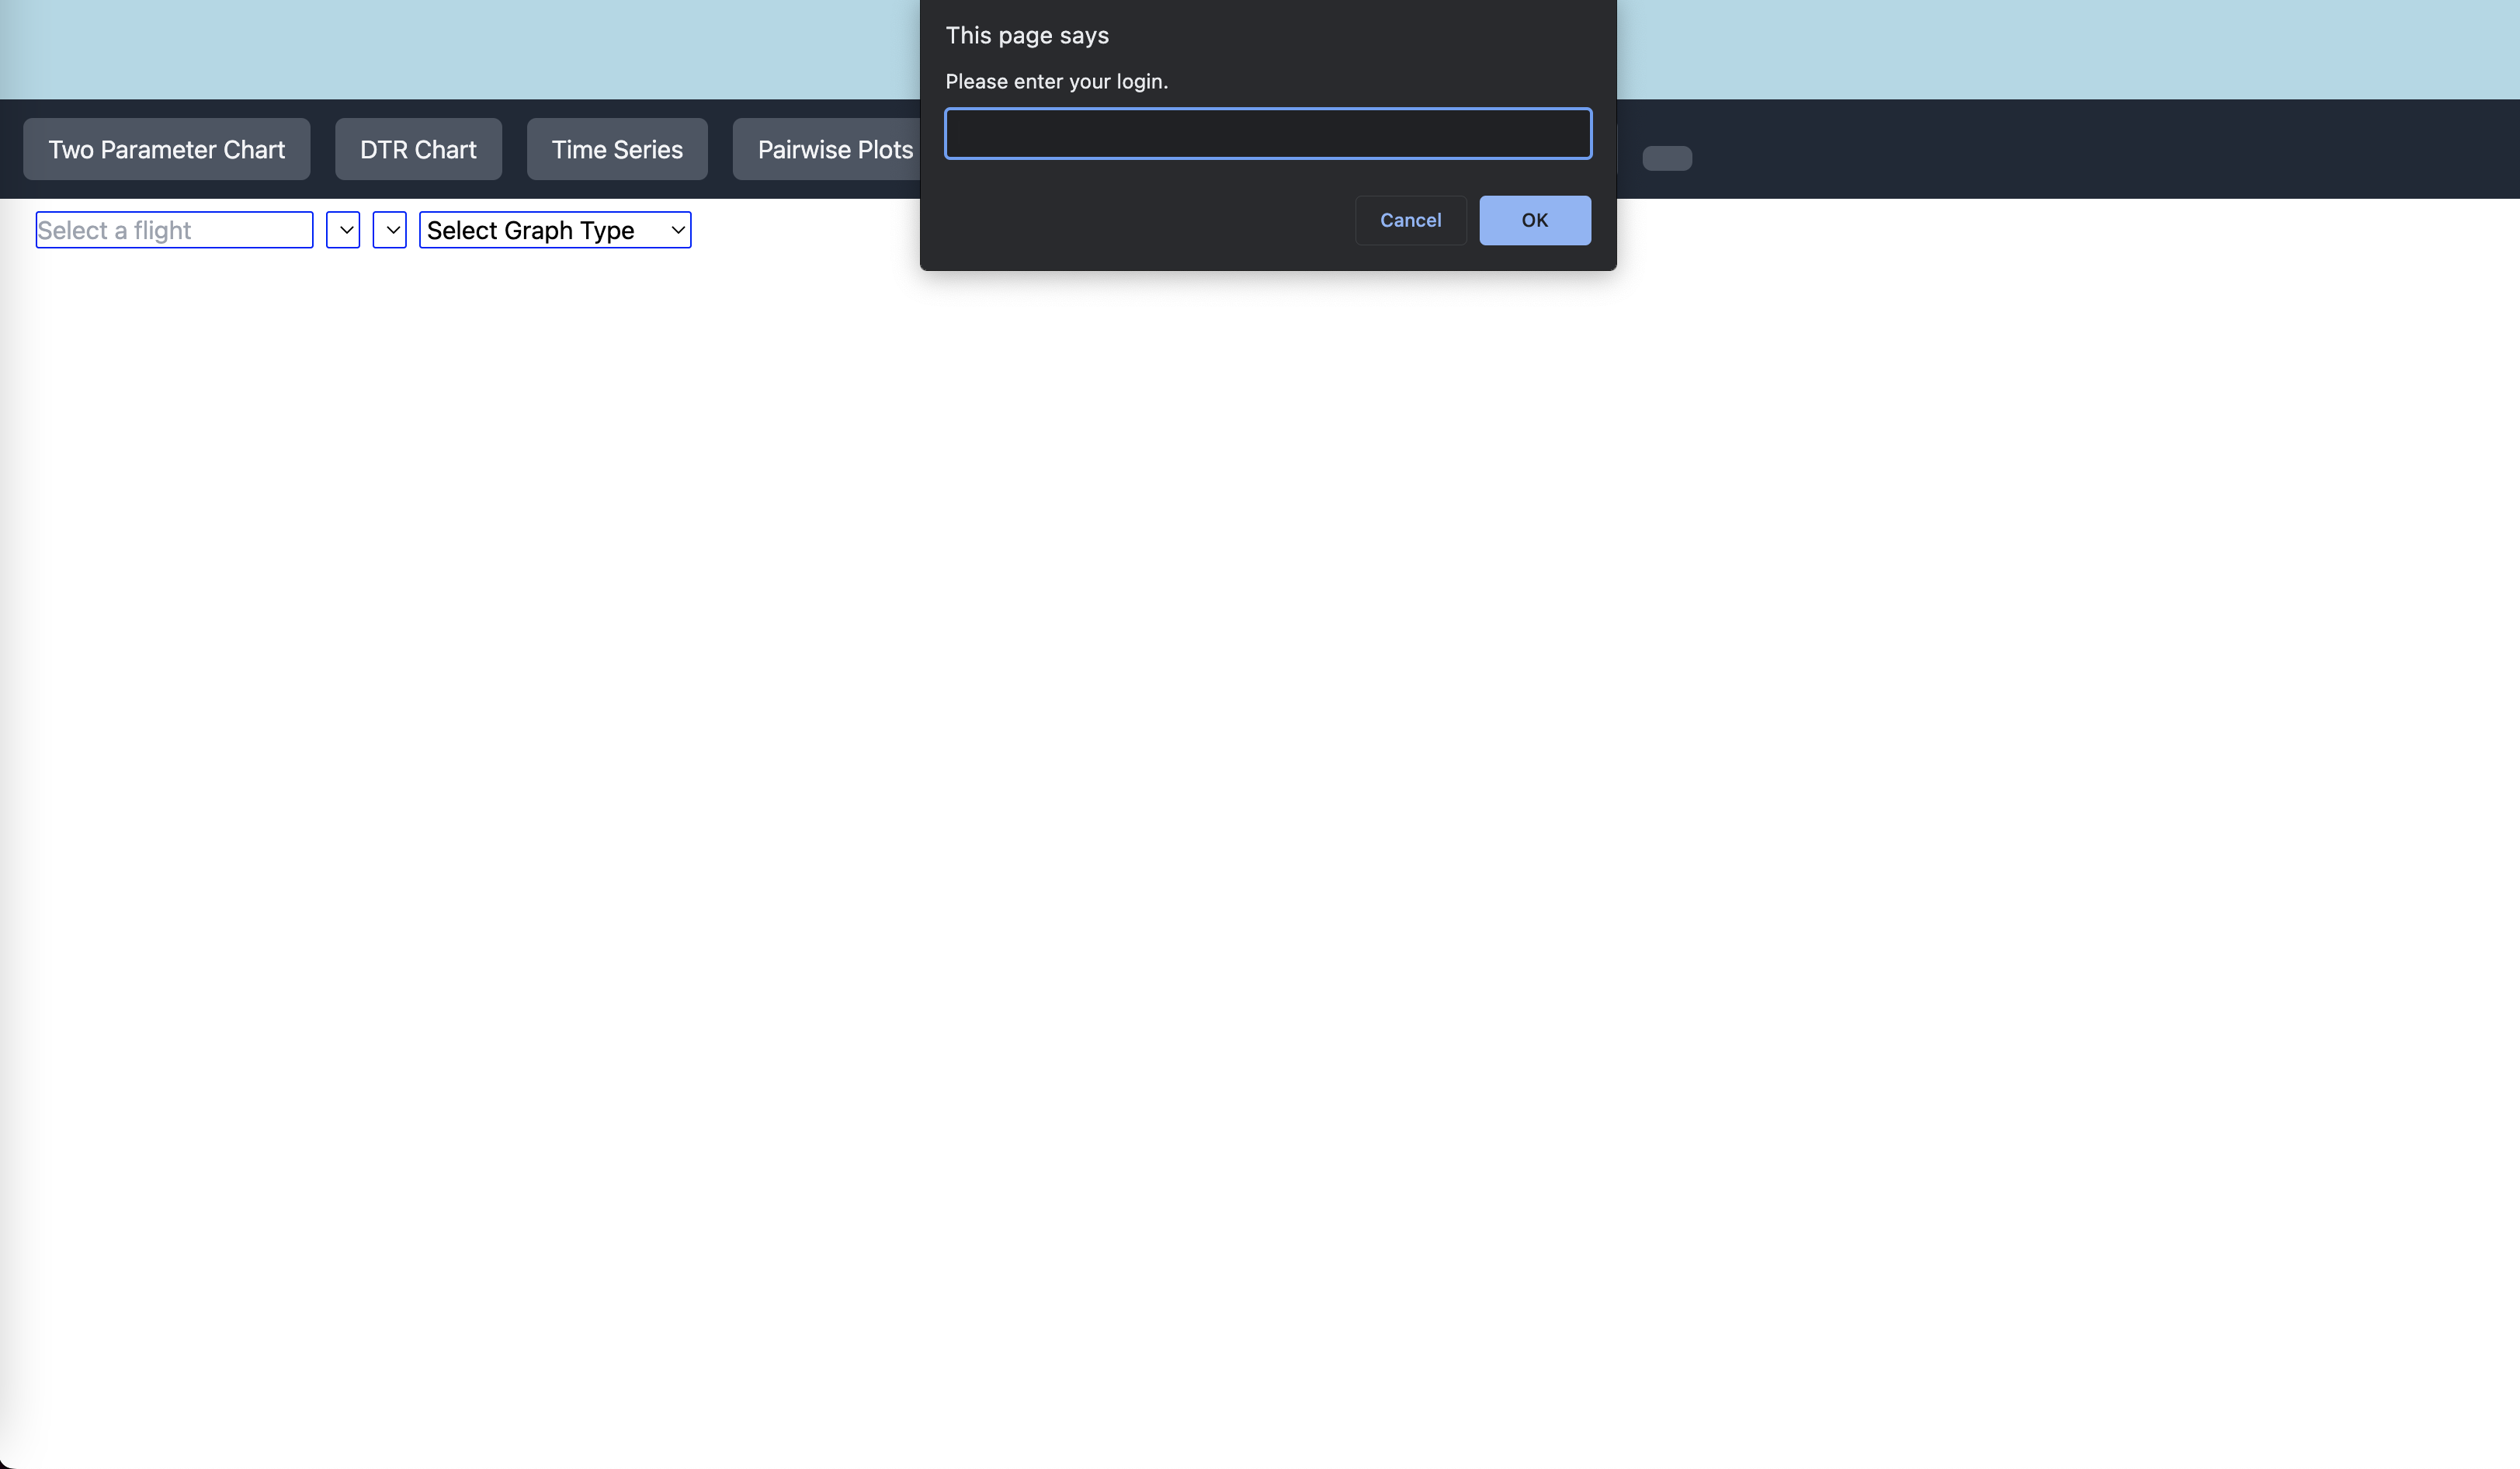 This page says
Please enter your login.
Cancel
OK
Two Parameter Chart
DTR Chart
Time Series
Pairwise Plots
Select a flight
Select Graph Type